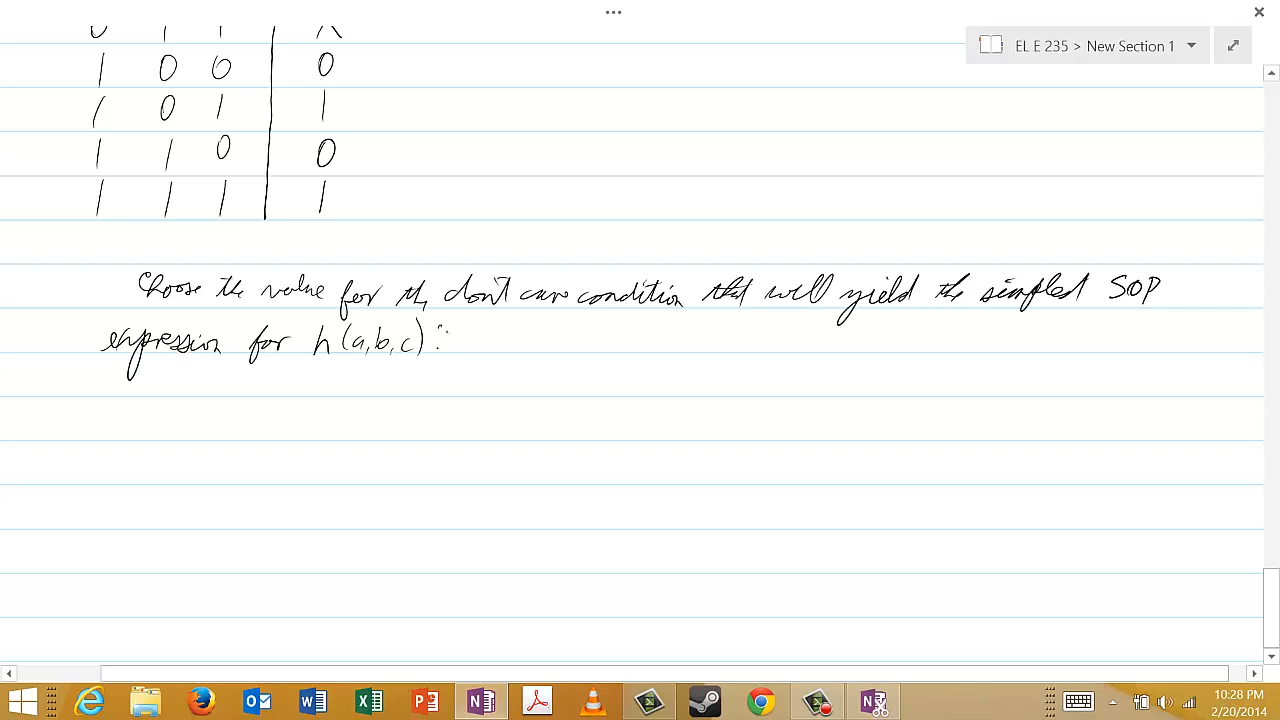 EL E 235 > New Section 1
1 0 0 0
1 0 1 1
1 1 0 0
1 1 1 1
Choose the value for the don't care condition that will yield the simplest SOP
expression for h(a,b,c):
10:28 PM
2/20/2014